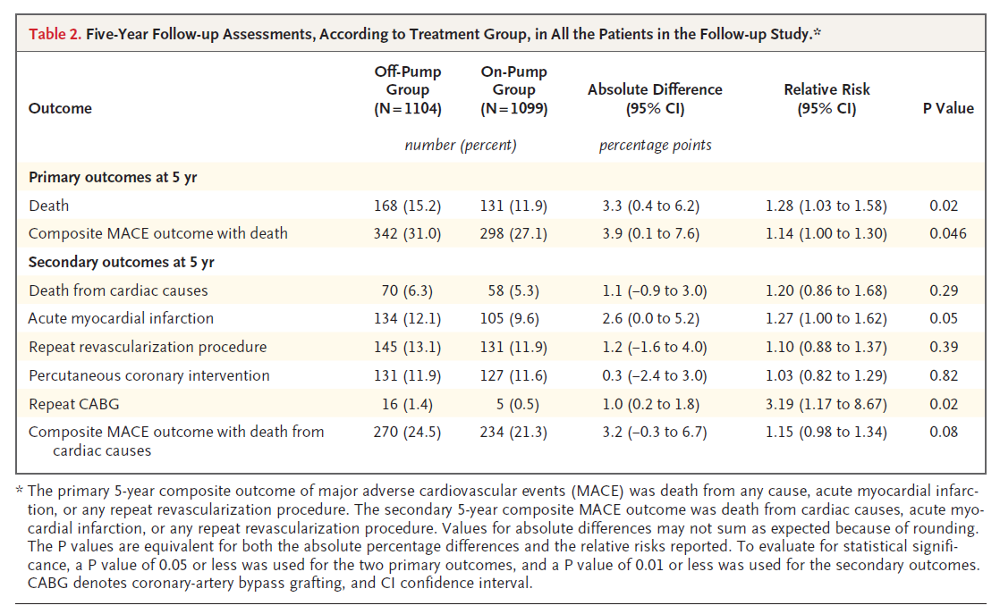 Table 2. Five-Year Follow-up Assessments, According to Treatment Group, in All the Patients in the Follow-up Study.*
Outcome Off-Pump Group (N=1104) On-Pump Group (N=1099) Absolute Difference (95% CI) Relative Risk (95% CI) P Value
number (percent) percentage points
Primary outcomes at 5 yr
Death 168 (15.2) 131 (11.9) 3.3 (0.4 to 6.2) 1.28 (1.03 to 1.58) 0.02
Composite MACE outcome with death 342 (31.0) 298 (27.1) 3.9 (0.1 to 7.6) 1.14 (1.00 to 1.30) 0.046
Secondary outcomes at 5 yr
Death from cardiac causes 70 (6.3) 58 (5.3) 1.1 (–0.9 to 3.0) 1.20 (0.86 to 1.68) 0.29
Acute myocardial infarction 134 (12.1) 105 (9.6) 2.6 (0.0 to 5.2) 1.27 (1.00 to 1.62) 0.05
Repeat revascularization procedure 145 (13.1) 131 (11.9) 1.2 (–1.6 to 4.0) 1.10 (0.88 to 1.37) 0.39
Percutaneous coronary intervention 131 (11.9) 127 (11.6) 0.3 (–2.4 to 3.0) 1.03 (0.82 to 1.29) 0.82
Repeat CABG 16 (1.4) 5 (0.5) 1.0 (0.2 to 1.8) 3.19 (1.17 to 8.67) 0.02
Composite MACE outcome with death from 270 (24.5) 234 (21.3) 3.2 (–0.3 to 6.7) 1.15 (0.98 to 1.34) 0.08
cardiac causes
* The primary 5-year composite outcome of major adverse cardiovascular events (MACE) was death from any cause, acute myocardial infarc-
tion, or any repeat revascularization procedure. The secondary 5-year composite MACE outcome was death from cardiac causes, acute myo-
cardial infarction, or any repeat revascularization procedure. Values for absolute differences may not sum as expected because of rounding.
The P values are equivalent for both the absolute percentage differences and the relative risks reported. To evaluate for statistical signifi-
cance, a P value of 0.05 or less was used for the two primary outcomes, and a P value of 0.01 or less was used for the secondary outcomes.
CABG denotes coronary-artery bypass grafting, and CI confidence interval.